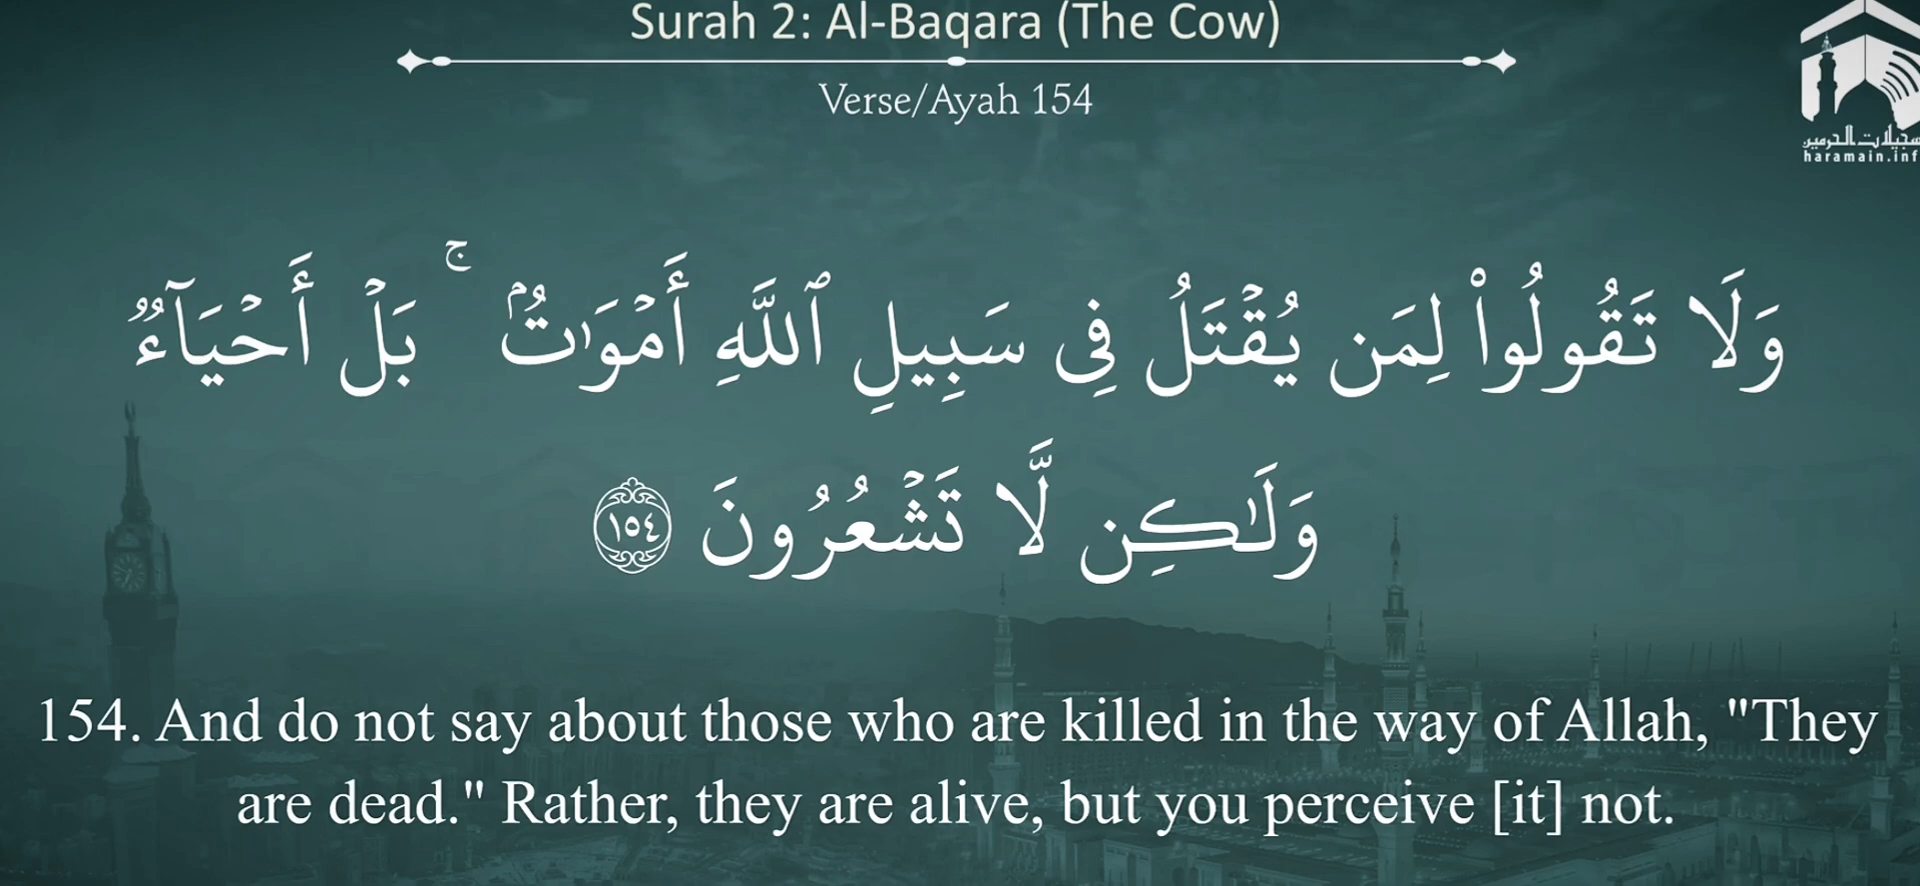 Surah 2: Al-Baqara (The Cow)
Verse/Ayah 154
تسجيلات الحرمين
haramain.inf
وَلَا تَقُولُوا۟ لِمَن يُقْتَلُ فِى سَبِيلِ ٱللَّهِ أَمْوَٰتٌۢ ۚ بَلْ أَحْيَآءٌۭ
وَلَـٰكِن لَّا تَشْعُرُونَ ١٥٤
154. And do not say about those who are killed in the way of Allah, "They
are dead." Rather, they are alive, but you perceive [it] not.